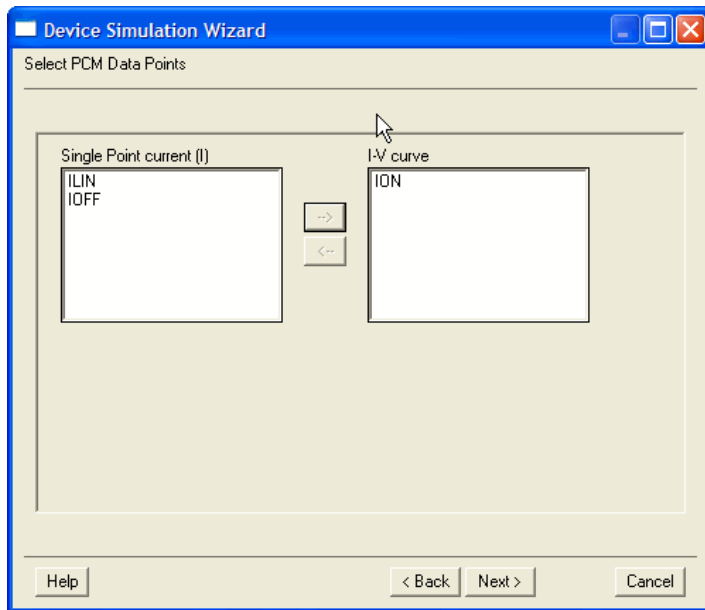 Device Simulation Wizard
Select PCM Data Points
Single Point current (I)
I-V curve
ILIN
IOFF
ION
-->
<--
Help
< Back
Next >
Cancel